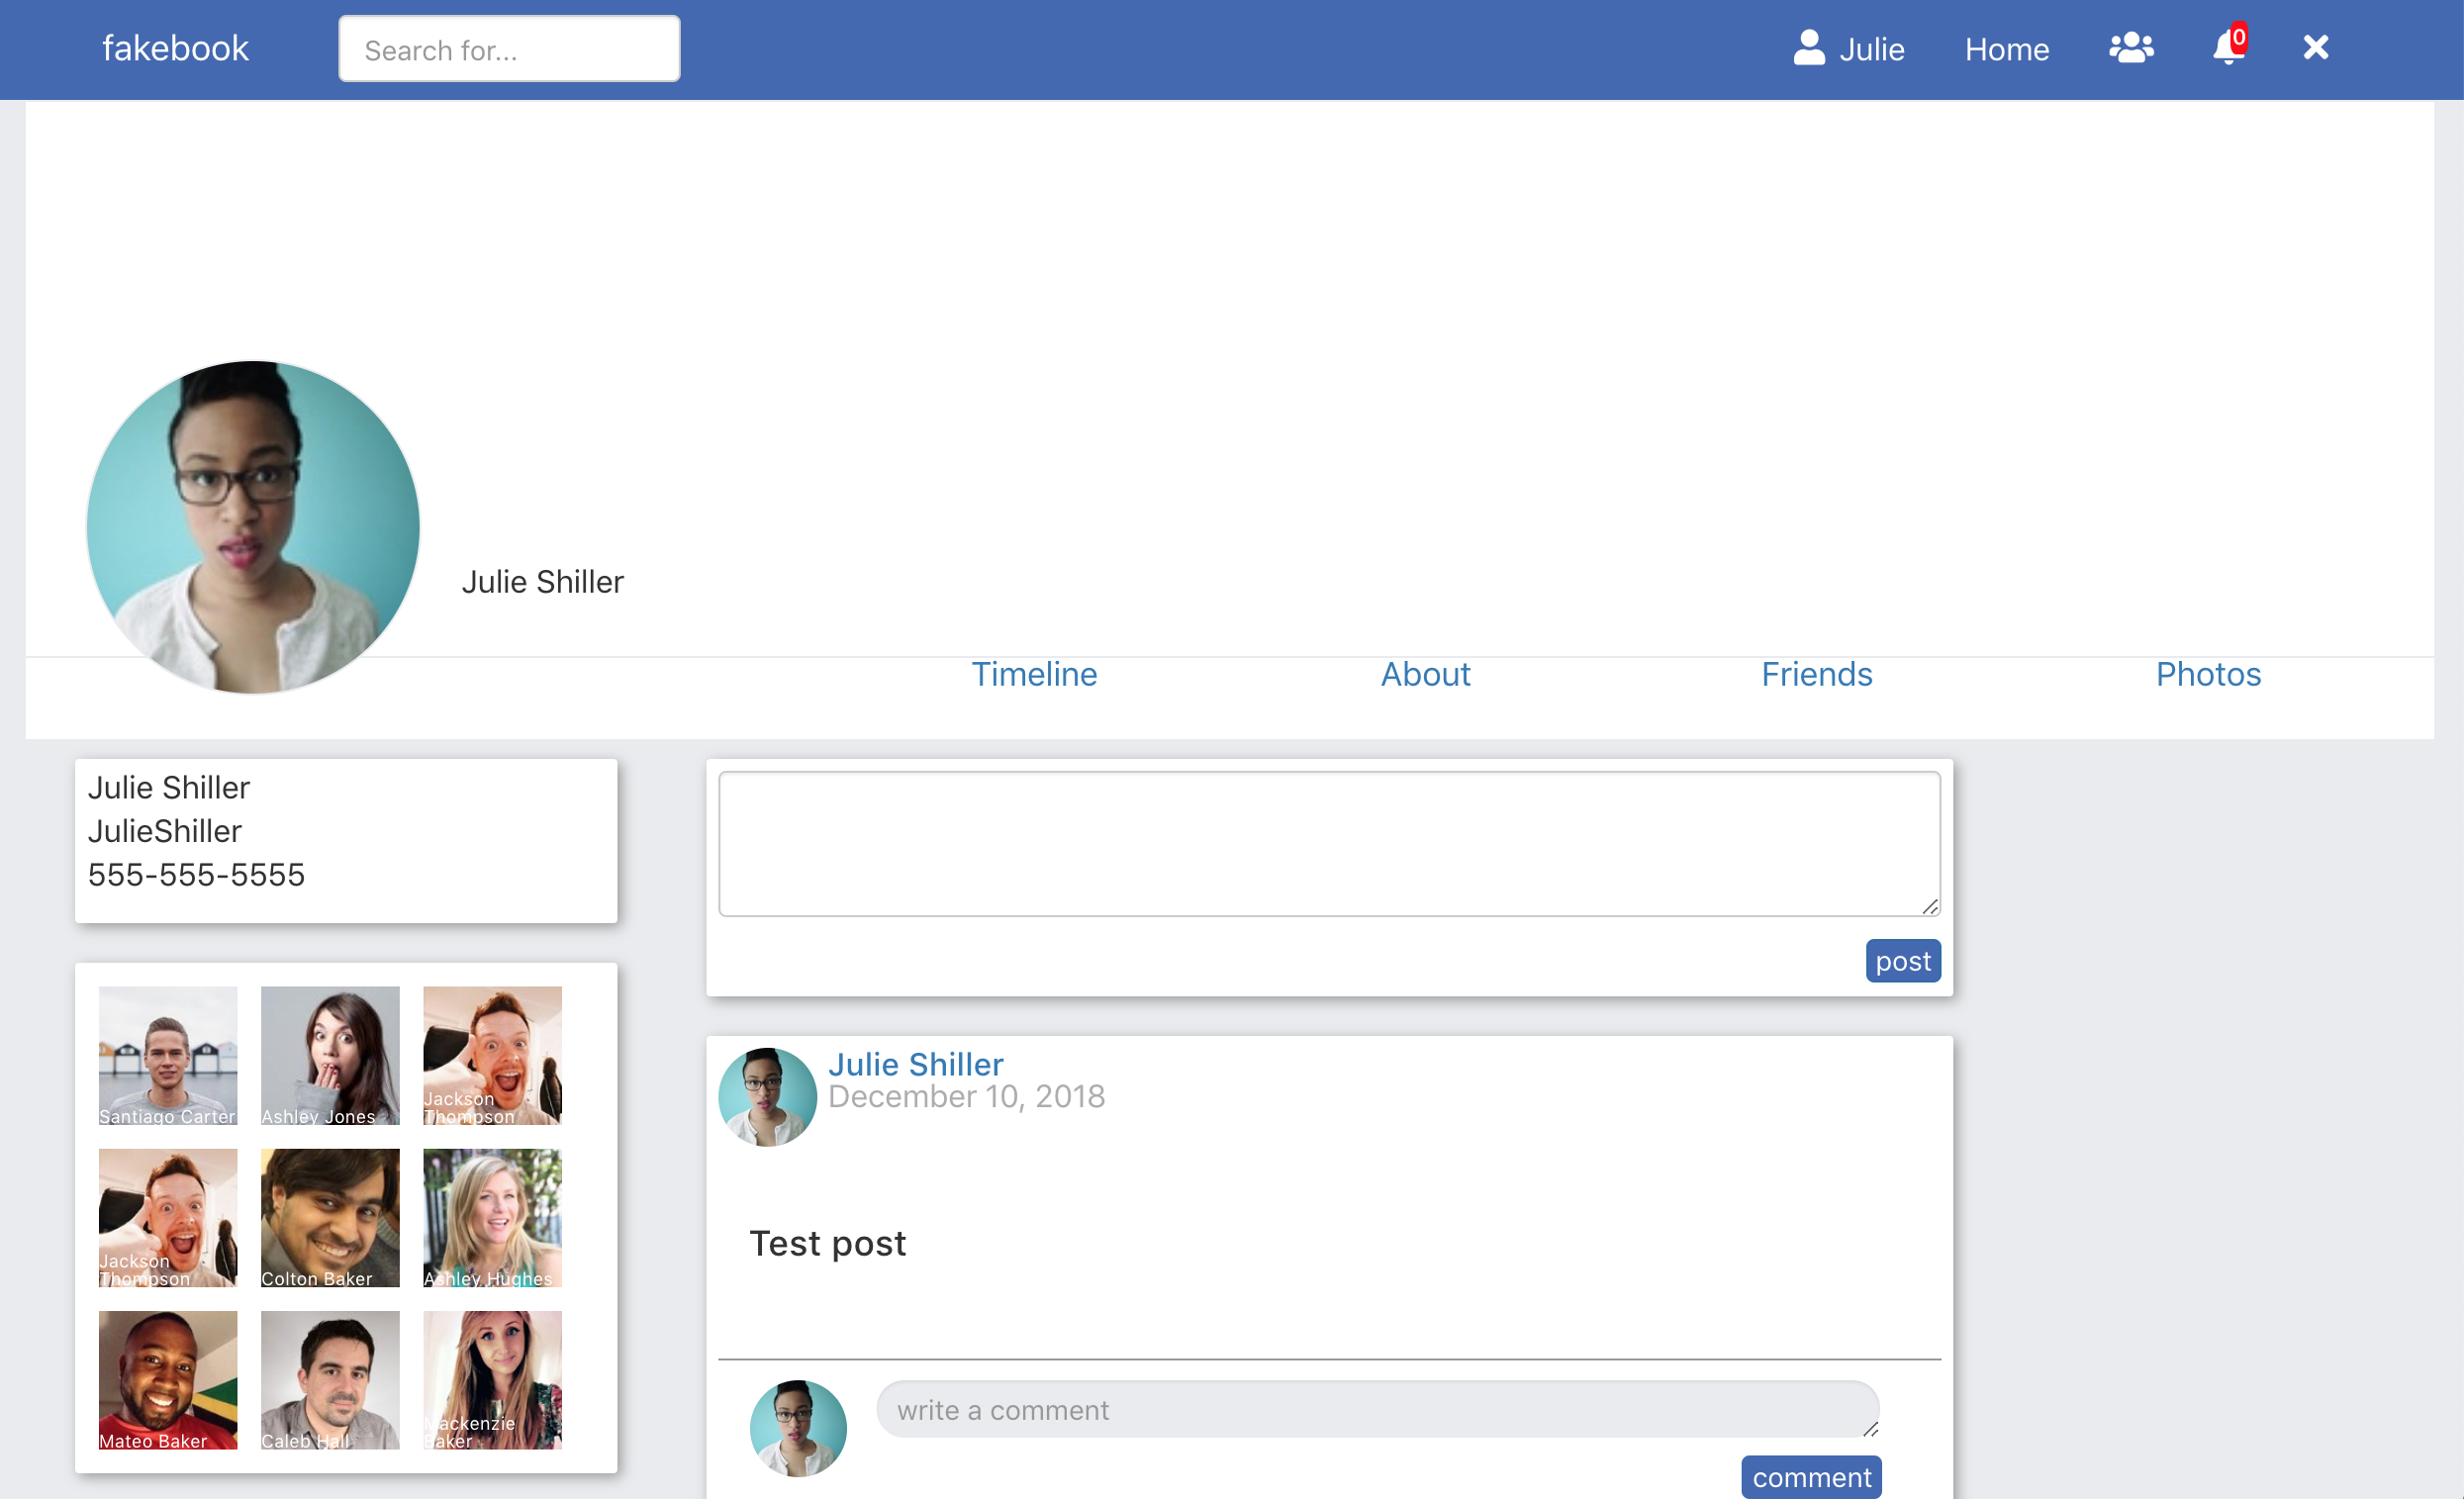 fakebook
Search for...
Julie
Home
0
Julie Shiller
Timeline
About
Friends
Photos
Julie Shiller
JulieShiller
555-555-5555
Santiago Carter
Ashley Jones
Jackson
Thompson
Jackson
Thompson
Colton Baker
Ashley Hughes
Mateo Baker
Caleb Hall
Mackenzie
Baker
post
Julie Shiller
December 10, 2018
Test post
write a comment
comment